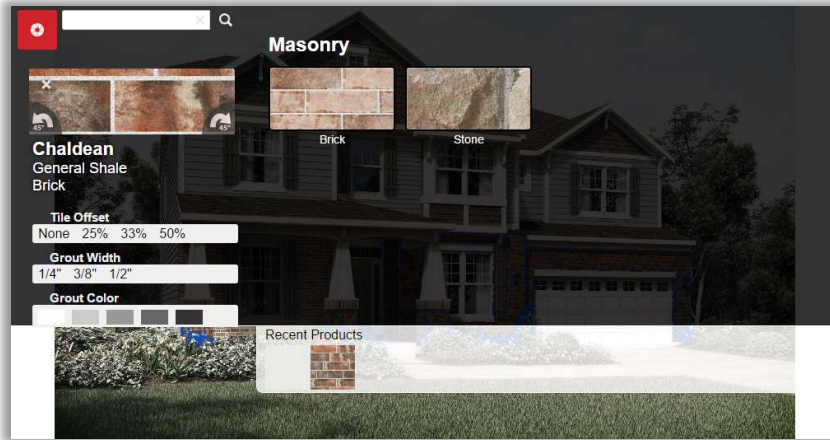 Masonry
45°
45°
Brick
Stone
Chaldean
General Shale
Brick
Tile Offset
None 25% 33% 50%
Grout Width
1/4" 3/8" 1/2"
Grout Color
Recent Products